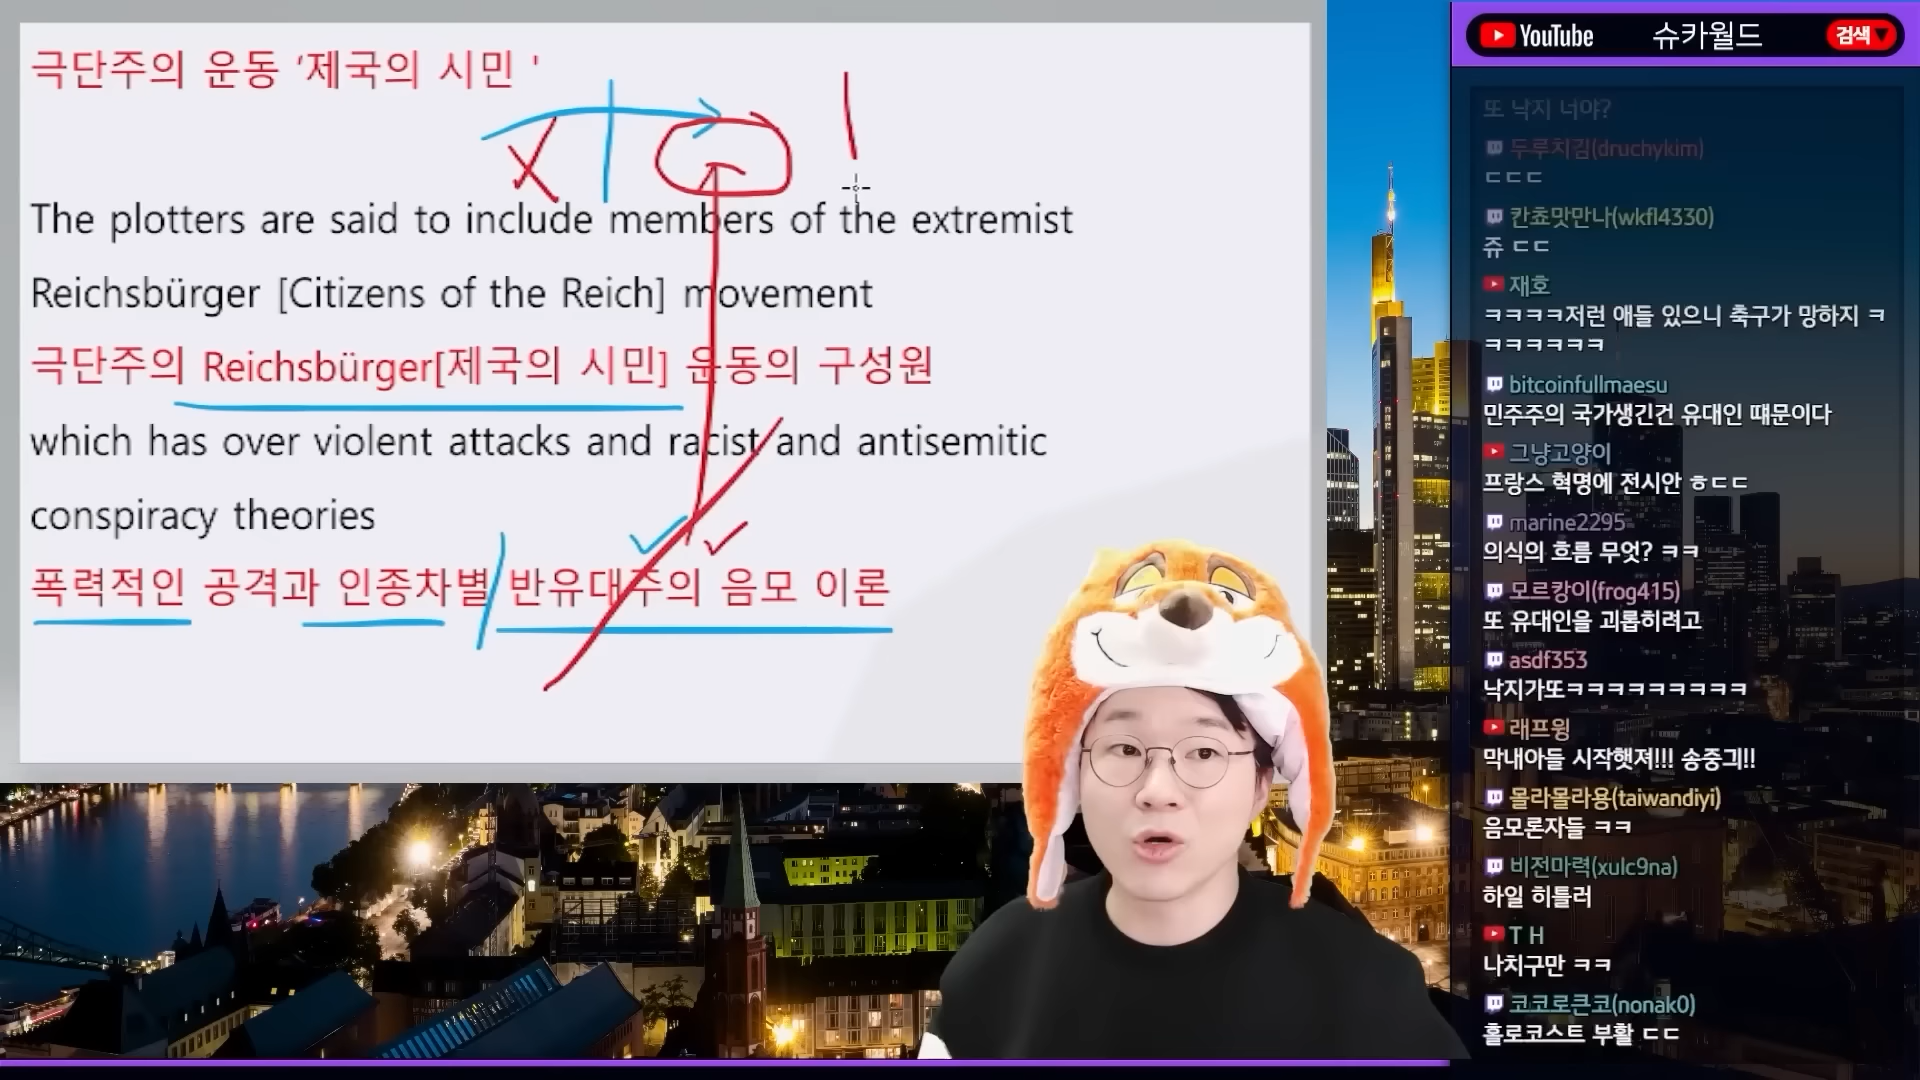 극단주의 운동 '제국의 시민 '
The plotters are said to include members of the extremist
Reichsbürger [Citizens of the Reich] movement
극단주의 Reichsbürger[제국의 시민] 운동의 구성원
which has over violent attacks and racist and antisemitic
conspiracy theories
폭력적인 공격과 인종차별 반유대주의 음모 이론
YouTube 슈카월드 검색
또 낙지 너야?
두루치김(druchykim)
ㄷㄷㄷ
칸쵸맛만나(wkfl4330)
쥬 ㄷㄷ
재호
ㅋㅋㅋㅋ저런 애들 있으니 축구가 망하지 ㅋ
ㅋㅋㅋㅋㅋㅋ
bitcoinfullmaesu
민주주의 국가생긴건 유대인 때문이다
그냥고양이
프랑스 혁명에 전시안 ㅎㄷㄷ
marine2295
의식의 흐름 무엇? ㅋㅋ
모르캉이(frog415)
또 유대인을 괴롭히려고
asdf353
낙지가또ㅋㅋㅋㅋㅋㅋㅋㅋㅋ
래프윙
막내아들 시작햇져!!! 송중긔!!
몰라몰라용(taiwandiyi)
음모론자들 ㅋㅋ
비전마력(xulc9na)
하일 히틀러
T H
나치구만 ㅋㅋ
코코로큰코(nonak0)
홀로코스트 부활 ㄷㄷ